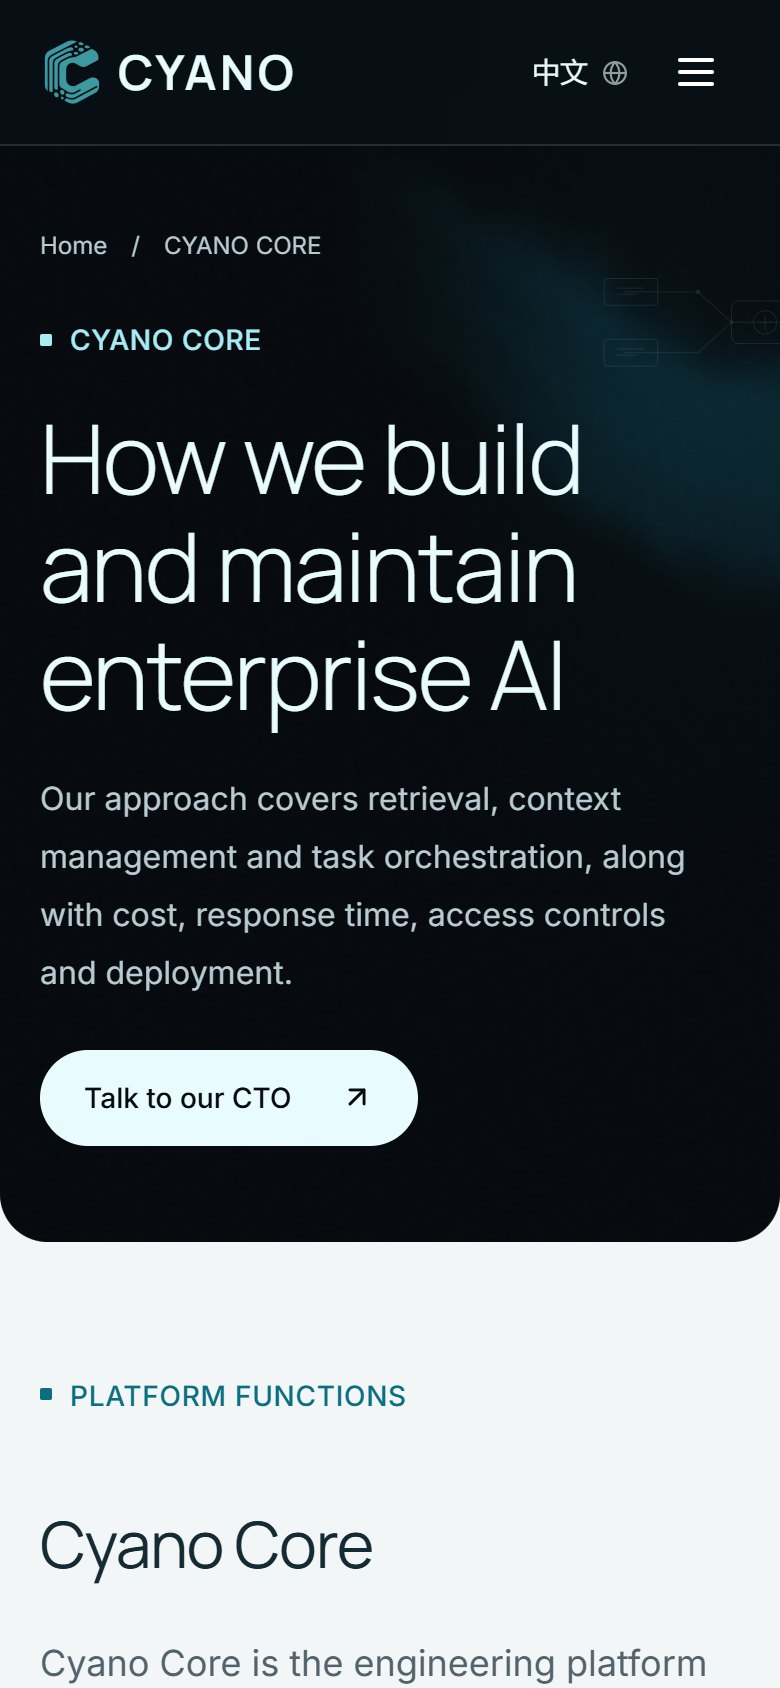 CYANO
中文
Home / CYANO CORE
CYANO CORE
How we build
and maintain
enterprise AI
Our approach covers retrieval, context
management and task orchestration, along
with cost, response time, access controls
and deployment.
Talk to our CTO
PLATFORM FUNCTIONS
Cyano Core
Cyano Core is the engineering platform